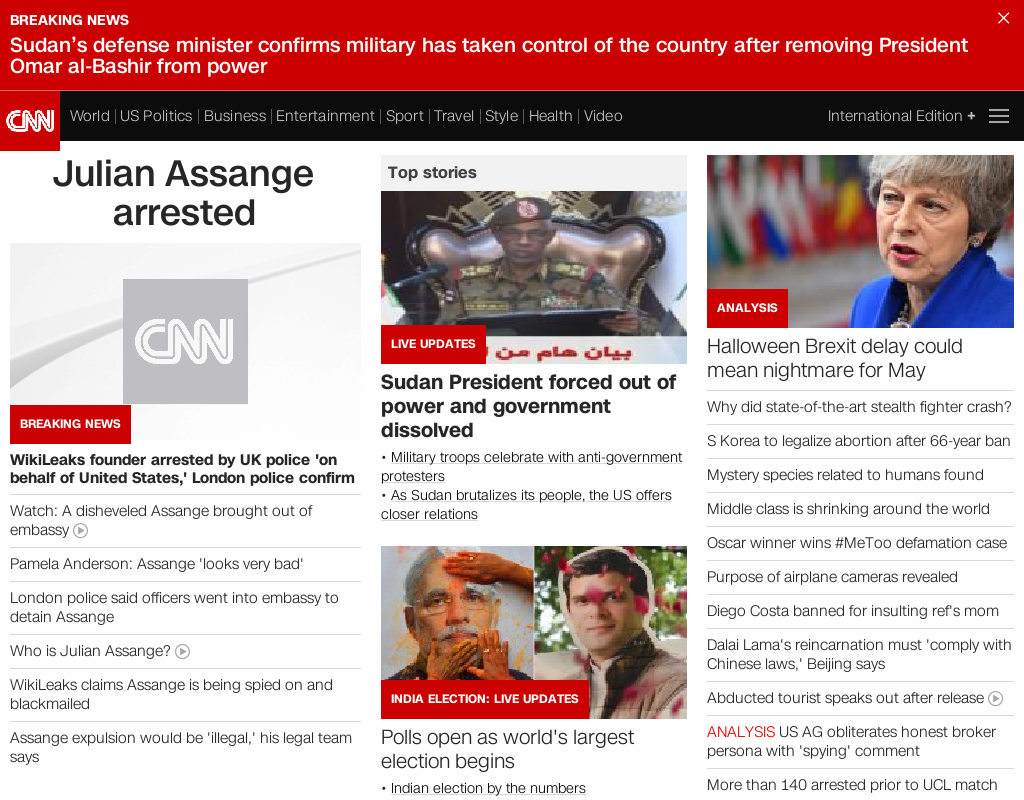 BREAKING NEWS
Sudan's defense minister confirms military has taken control of the country after removing President
Omar al-Bashir from power
CNN
World
US Politics
Business
Entertainment
Sport
Travel
Style
Health
Video
International Edition +
Julian Assange
arrested
CNN
BREAKING NEWS
WikiLeaks founder arrested by UK police 'on
behalf of United States,' London police confirm
Watch: A disheveled Assange brought out of
embassy
Pamela Anderson: Assange 'looks very bad'
London police said officers went into embassy to
detain Assange
Who is Julian Assange?
WikiLeaks claims Assange is being spied on and
blackmailed
Assange expulsion would be 'illegal,' his legal team
says
Top stories
LIVE UPDATES
بيان هام من ل
Sudan President forced out of
power and government
dissolved
• Military troops celebrate with anti-government
protesters
• As Sudan brutalizes its people, the US offers
closer relations
INDIA ELECTION: LIVE UPDATES
Polls open as world's largest
election begins
• Indian election by the numbers
ANALYSIS
Halloween Brexit delay could
mean nightmare for May
Why did state-of-the-art stealth fighter crash?
S Korea to legalize abortion after 66-year ban
Mystery species related to humans found
Middle class is shrinking around the world
Oscar winner wins #MeToo defamation case
Purpose of airplane cameras revealed
Diego Costa banned for insulting ref's mom
Dalai Lama's reincarnation must 'comply with
Chinese laws,' Beijing says
Abducted tourist speaks out after release
ANALYSIS US AG obliterates honest broker
persona with 'spying' comment
More than 140 arrested prior to UCL match